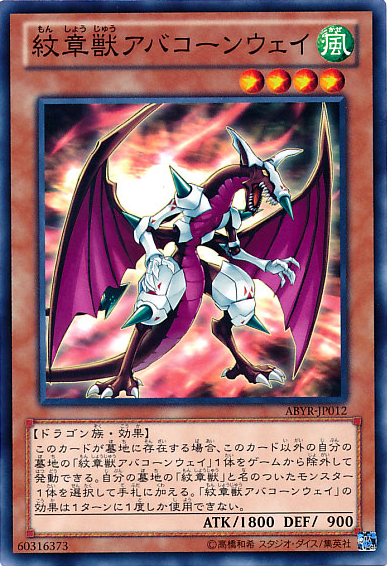 紋章獣アバコーンウェイ
風
ABYR-JP012
【ドラゴン族・効果】
このカードが墓地に存在する場合、このカード以外の自分の
墓地の「紋章獣アバコーンウェイ」1体をゲームから除外して
発動できる。自分の墓地の「紋章獣」と名のついたモンスター
1体を選択して手札に加える。「紋章獣アバコーンウェイ」の
効果は1ターンに1度しか使用できない。
ATK/1800 DEF/ 900
60316373
©高橋和希 スタジオ・ダイス/集英社